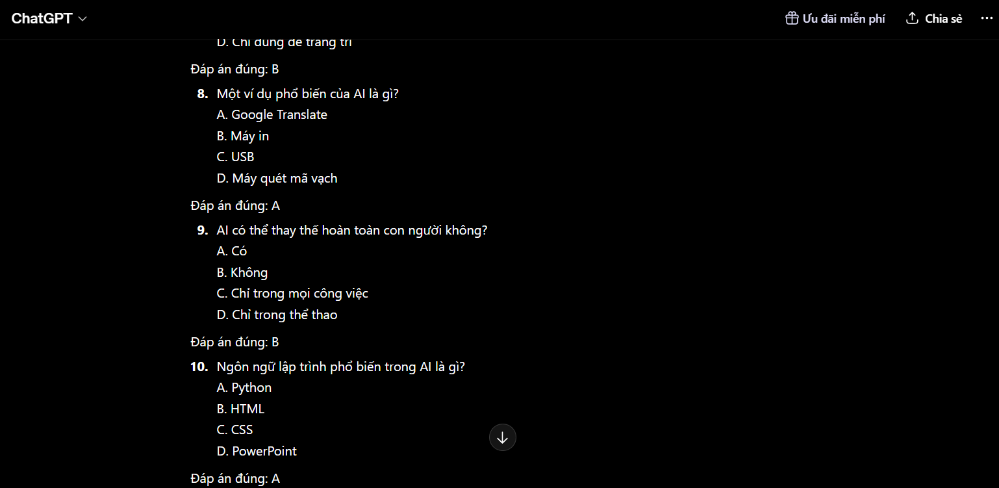 ChatGPT
Ưu đãi miễn phí
Chia sẻ
D. Chỉ dùng để trang trí
Đáp án đúng: B
8. Một ví dụ phổ biến của AI là gì?
A. Google Translate
B. Máy in
C. USB
D. Máy quét mã vạch
Đáp án đúng: A
9. AI có thể thay thế hoàn toàn con người không?
A. Có
B. Không
C. Chỉ trong mọi công việc
D. Chỉ trong thể thao
Đáp án đúng: B
10. Ngôn ngữ lập trình phổ biến trong AI là gì?
A. Python
B. HTML
C. CSS
D. PowerPoint
Đáp án đúng: A